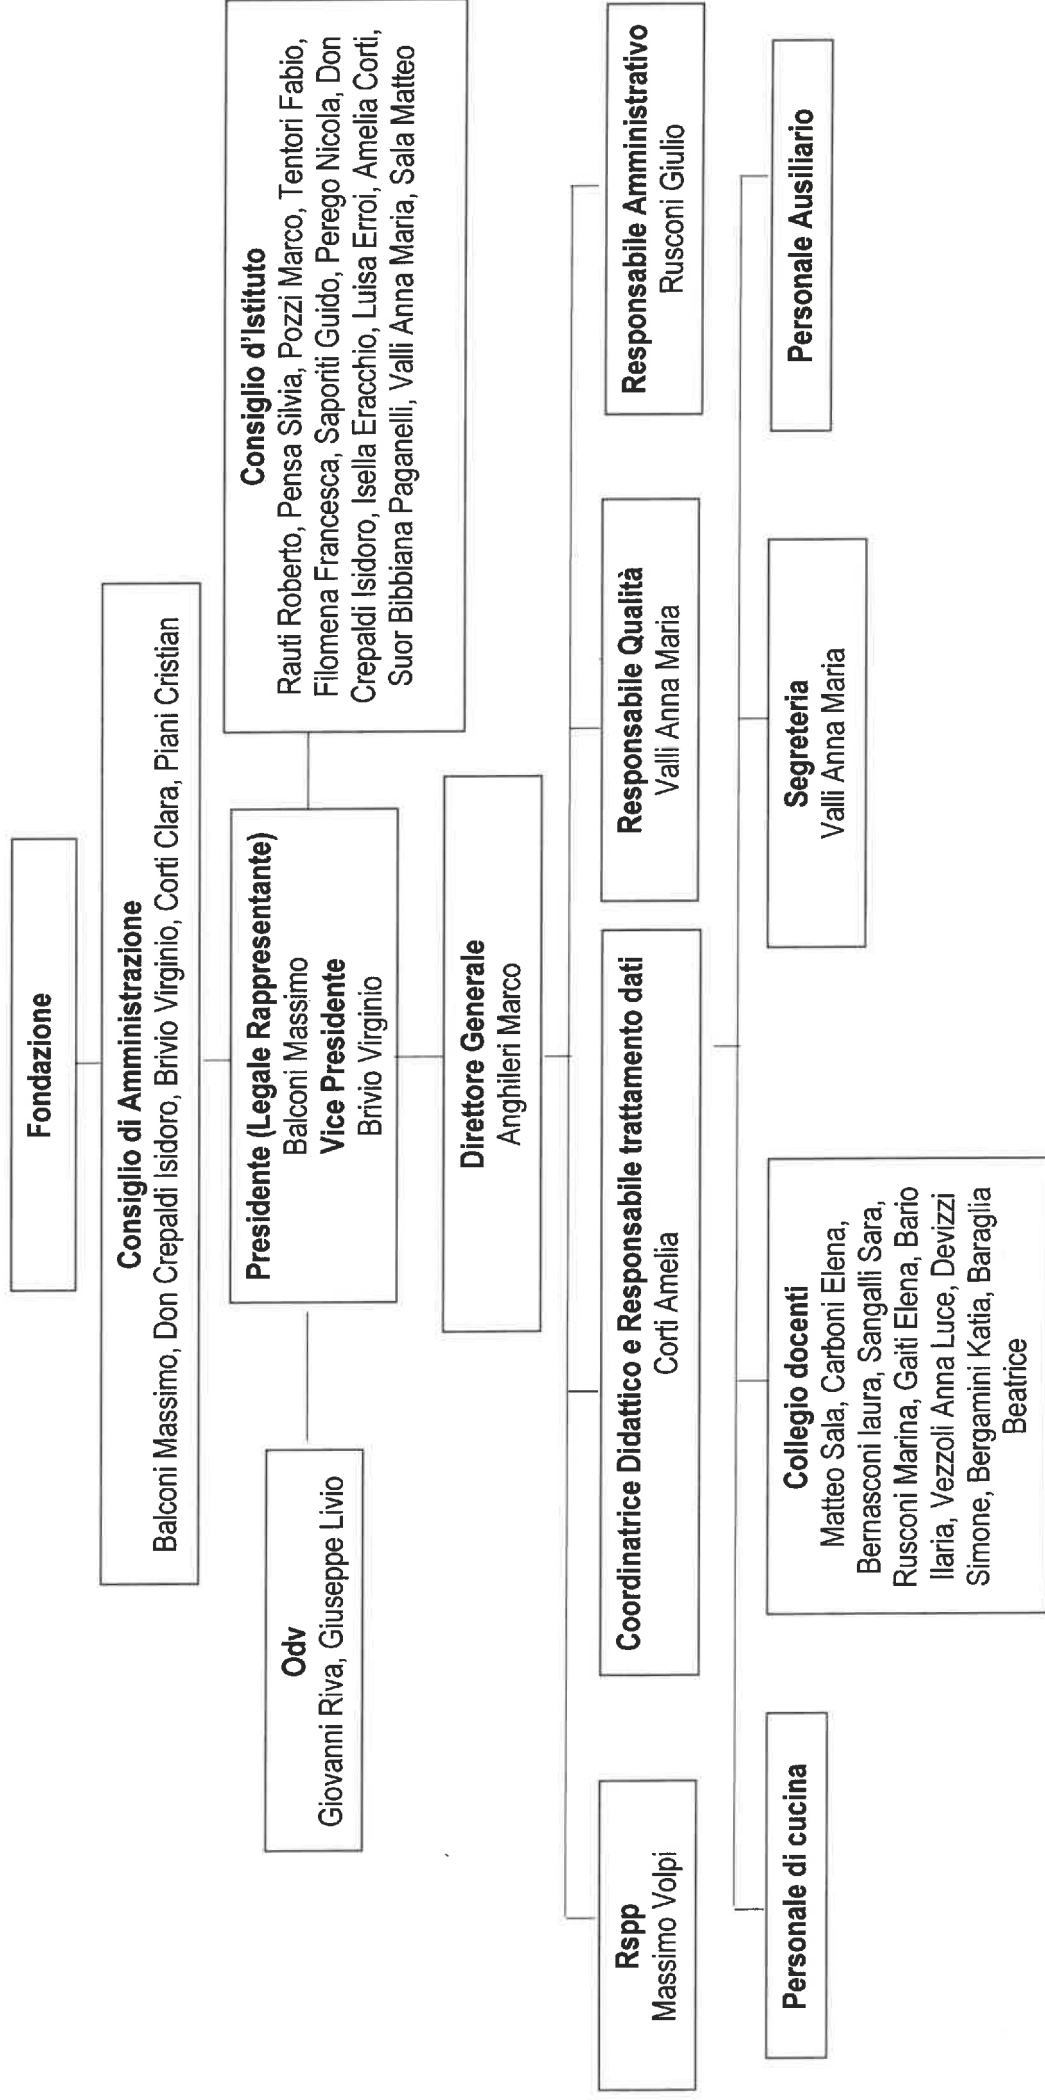 Fondazione
Consiglio di Amministrazione
Balconi Massimo, Don Crepaldi Isidoro, Brivio Virginio, Corti Clara, Piani Cristian
Odv
Giovanni Riva, Giuseppe Livio
Presidente (Legale Rappresentante)
Balconi Massimo
Vice Presidente
Brivio Virginio
Consiglio d'Istituto
Rauti Roberto, Pensa Silvia, Pozzi Marco, Tentori Fabio,
Filomena Francesca, Saporiti Guido, Perego Nicola, Don
Crepaldi Isidoro, Isella Eracchio, Luisa Erroi, Amelia Corti,
Suor Bibbiana Paganelli, Valli Anna Maria, Sala Matteo
Direttore Generale
Anghileri Marco
Rspp
Massimo Volpi
Coordinatrice Didattico e Responsabile trattamento dati
Corti Amelia
Responsabile Qualità
Valli Anna Maria
Responsabile Amministrativo
Rusconi Giulio
Personale di cucina
Collegio docenti
Matteo Sala, Carboni Elena,
Bernasconi laura, Sangalli Sara,
Rusconi Marina, Gaiti Elena, Bario
Ilaria, Vezzoli Anna Luce, Devizzi
Simone, Bergamini Katia, Baraglia
Beatrice
Segreteria
Valli Anna Maria
Personale Ausiliario